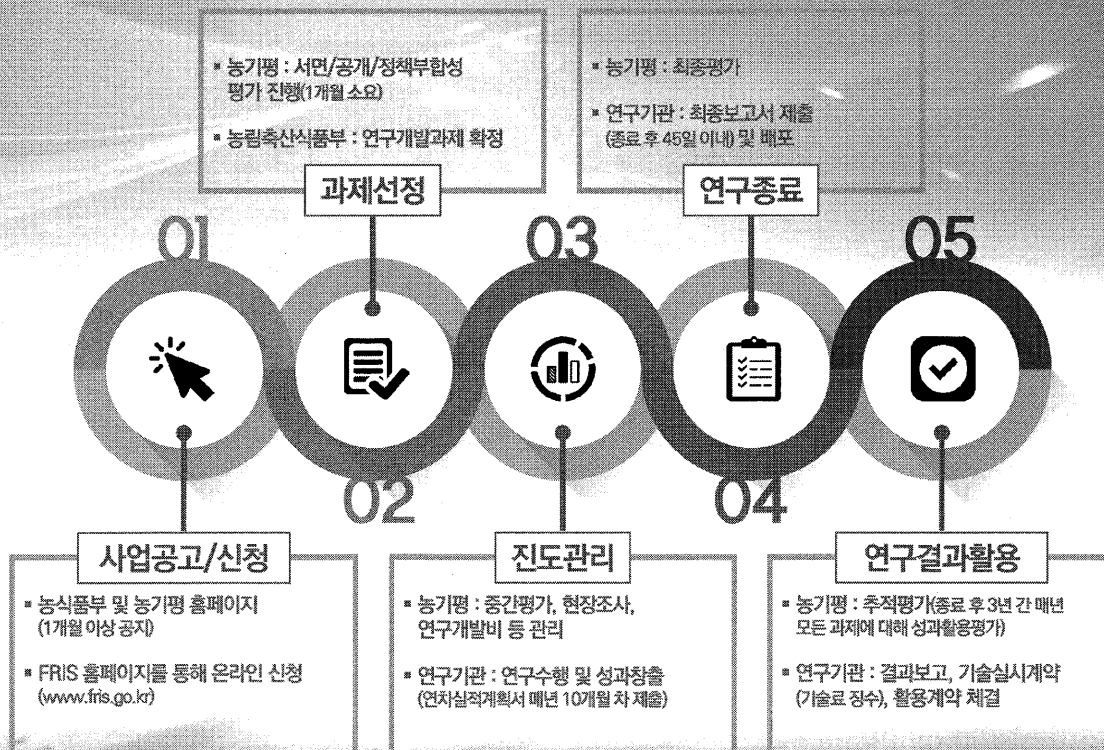 ▪ 농기평 : 서면/공개/정책부합성
평가 진행(1개월 소요)
▪ 농림축산식품부 : 연구개발과제 확정
과제선정
▪ 농기평 : 최종평가
▪ 연구기관 : 최종보고서 제출
(종료 후 45일 이내) 및 배포
연구종료
01
03
05
02
04
사업공고/신청
▪ 농식품부 및 농기평 홈페이지
(1개월 이상 공지)
▪ FRIS 홈페이지를 통해 온라인 신청
(www.fris.go.kr)
진도관리
▪ 농기평 : 중간평가, 현장조사,
연구개발비 등 관리
▪ 연구기관 : 연구수행 및 성과창출
(연차실적계획서 매년 10개월 차 제출)
연구결과활용
▪ 농기평 : 추적평가(종료 후 3년 간 매년
모든 과제에 대해 성과활용평가)
▪ 연구기관 : 결과보고, 기술실시계약
(기술료 징수), 활용계약 체결